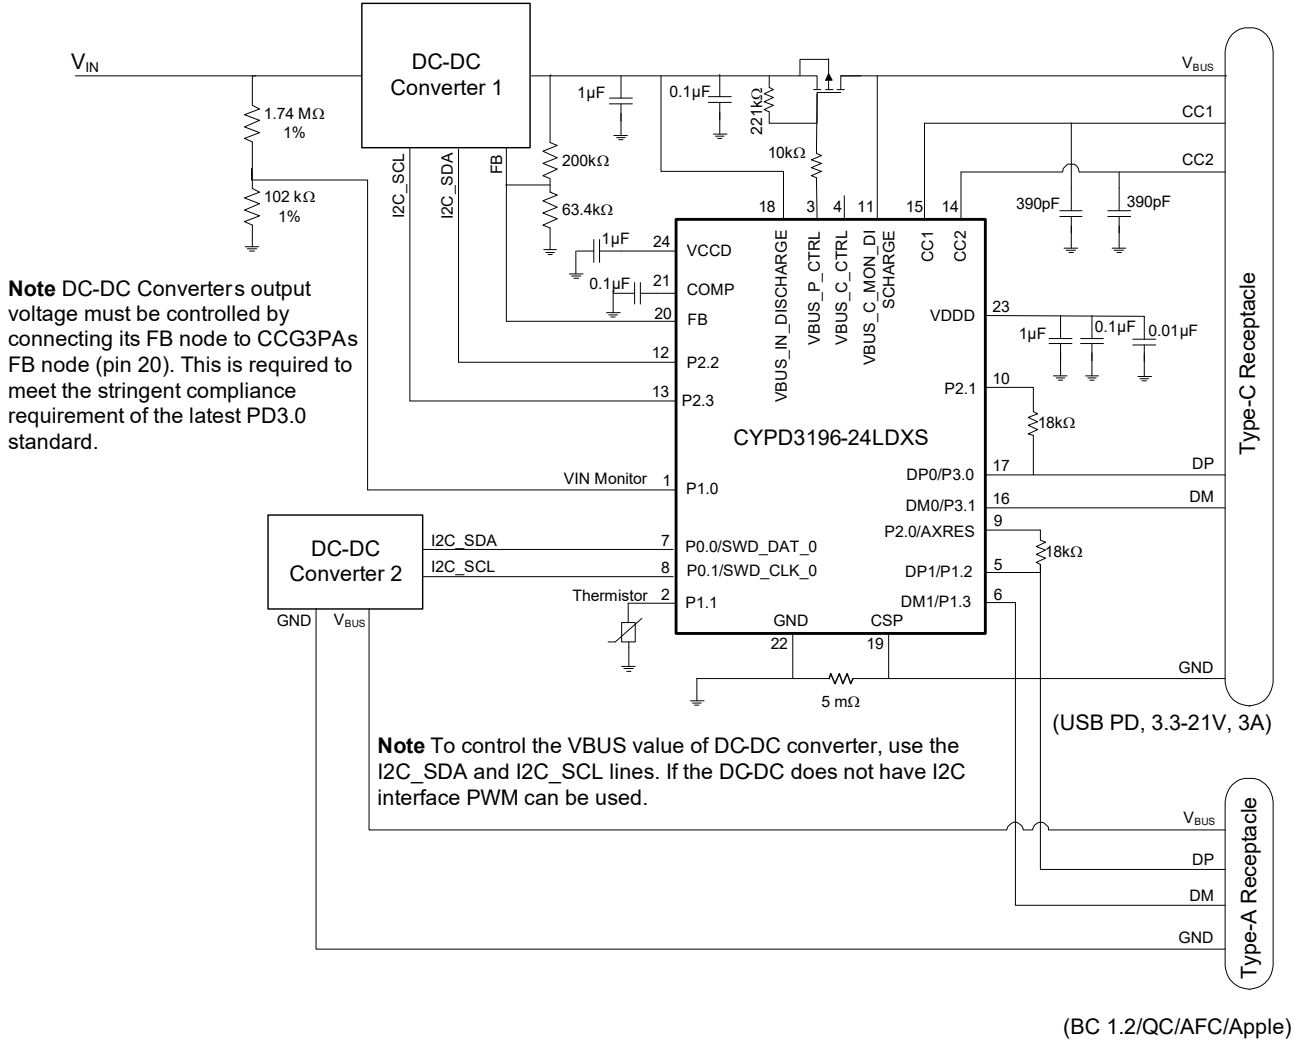 DC-DC
Converter 1
VIN
1.74 MΩ
1%
102 kΩ
1%
I2C_SCL
I2C_SDA
FB
200kΩ
63.4kΩ
1µF
0.1µF
221kΩ
10kΩ
VBUS
CC1
CC2
390pF
390pF
18
3
4
11
15
14
VBUS_IN_DISCHARGE
VBUS_P_CTRL
VBUS_C_CTRL
VBUS_C_MON_DI
SCHARGE
CC1
CC2
1µF
24
VCCD
0.1µF
21
COMP
20
FB
12
P2.2
13
P2.3
CYPD3196-24LDXS
VIN Monitor
1
P1.0
7
P0.0/SWD_DAT_0
8
P0.1/SWD_CLK_0
Thermistor
2
P1.1
VDDD
23
1µF
0.1µF
0.01µF
P2.1
10
18kΩ
DP0/P3.0
17
DP
DM0/P3.1
16
DM
P2.0/AXRES
9
18kΩ
DP1/P1.2
5
DM1/P1.3
6
GND
22
CSP
19
5 mΩ
GND
Type-C Receptacle
(USB PD, 3.3-21V, 3A)
Note DC-DC Converters output
voltage must be controlled by
connecting its FB node to CCG3PAs
FB node (pin 20). This is required to
meet the stringent compliance
requirement of the latest PD3.0
standard.
DC-DC
Converter 2
I2C_SDA
I2C_SCL
GND
VBUS
Note To control the VBUS value of DC-DC converter, use the
I2C_SDA and I2C_SCL lines. If the DC-DC does not have I2C
interface PWM can be used.
VBUS
DP
DM
GND
Type-A Receptacle
(BC 1.2/QC/AFC/Apple)